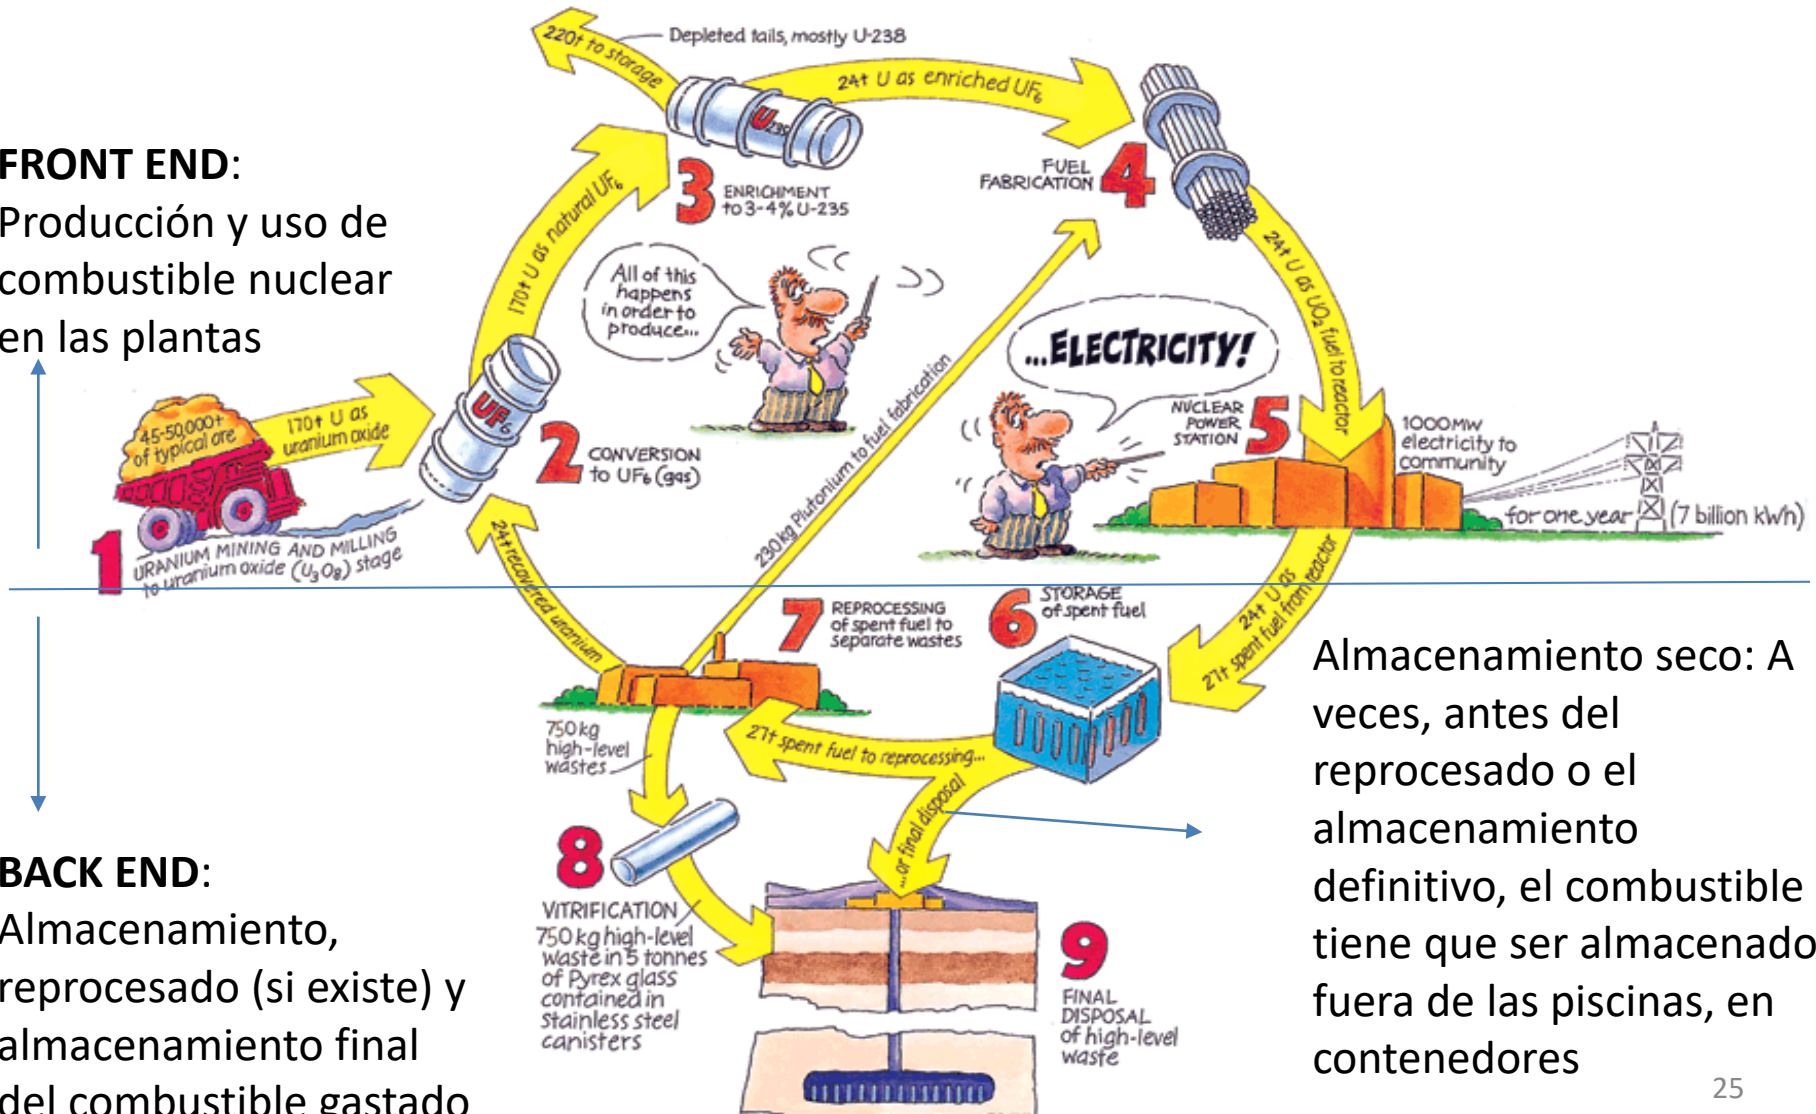 220t to storage
Depleted tails, mostly U-238
24t U as enriched UF₆
U235
3
ENRICHMENT
to 3-4% U-235
FUEL
FABRICATION
4
FRONT END:
Producción y uso de
combustible nuclear
en las plantas
170t U as natural UF₆
All of this
happens
in order to
produce...
...ELECTRICITY!
24t U as UO₂ fuel to reactor
45-50,000t
of typical ore
170t U as
uranium oxide
UF₆
2
CONVERSION
to UF₆ (gas)
230kg Plutonium to fuel fabrication
NUCLEAR
POWER
STATION
5
1000MW
electricity to
community
for one year
(7 billion kWh)
1
URANIUM MINING AND MILLING
to uranium oxide (U₃O₈) stage
24t recovered uranium
7
REPROCESSING
of spent fuel to
separate wastes
6
STORAGE
of spent fuel
24t U as
27t spent fuel from reactor
750kg
high-level
wastes
27t spent fuel to reprocessing...
...or final disposal
Almacenamiento seco: A
veces, antes del
reprocesado o el
almacenamiento
definitivo, el combustible
tiene que ser almacenado
fuera de las piscinas, en
contenedores
BACK END:
Almacenamiento,
reprocesado (si existe) y
almacenamiento final
del combustible gastado
8
VITRIFICATION
750kg high-level
waste in 5 tonnes
of Pyrex glass
contained in
stainless steel
canisters
9
FINAL
DISPOSAL
of high-level
waste
25